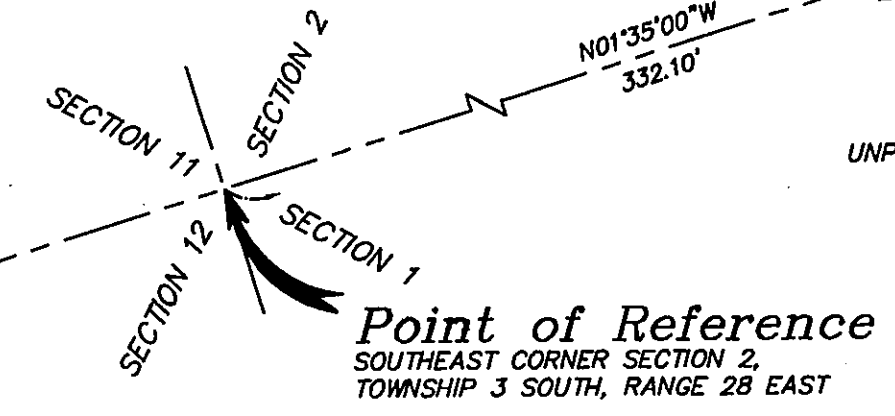 N01°35'00"W
332.10'
SECTION 2
SECTION 11
UNP
SECTION 1
SECTION 12
Point of Reference
SOUTHEAST CORNER SECTION 2,
TOWNSHIP 3 SOUTH, RANGE 28 EAST